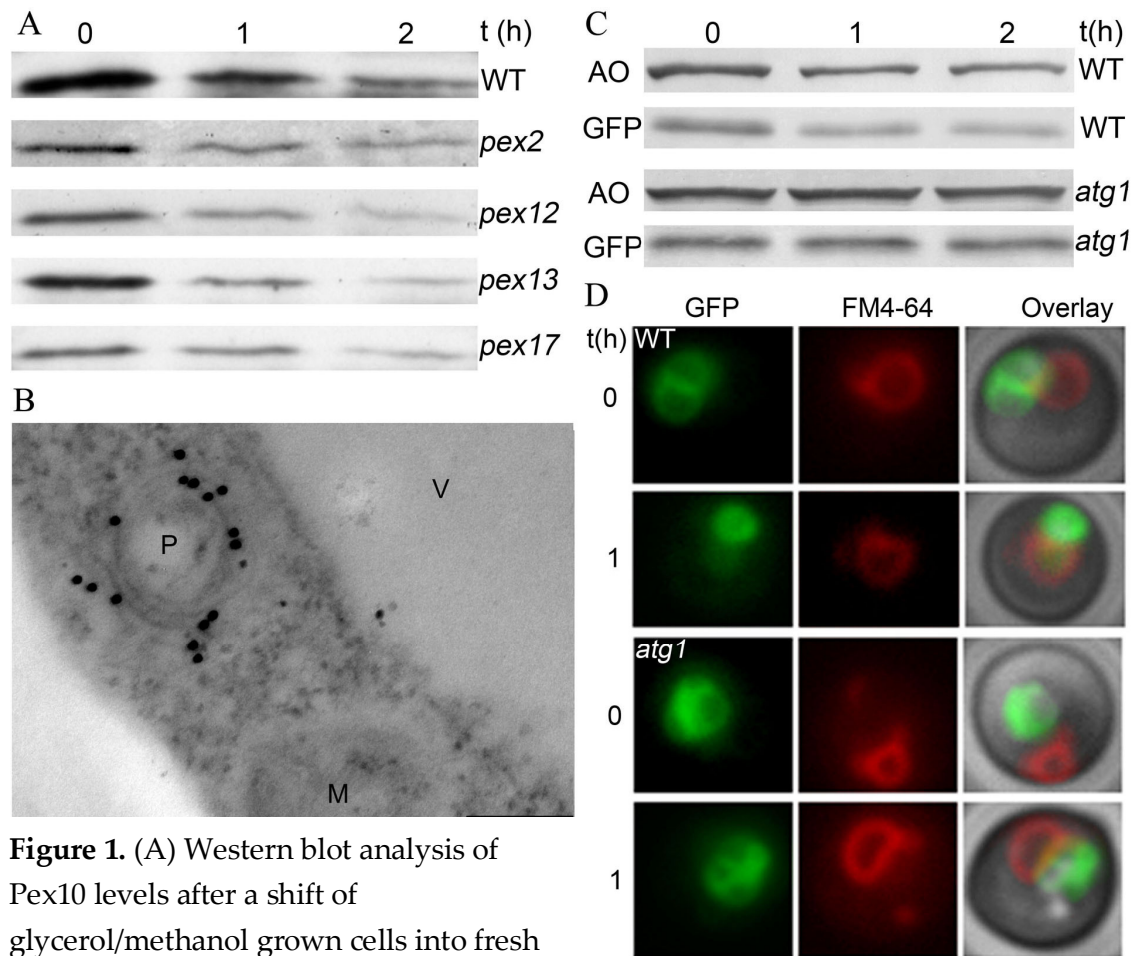 A
0 1 2 t (h)
WT
pex2
pex12
pex13
pex17
B
P
V
M
Figure 1. (A) Western blot analysis of
Pex10 levels after a shift of
glycerol/methanol grown cells into fresh
C
0 1 2 t(h)
AO WT
GFP WT
AO atg1
GFP atg1
D
GFP FM4-64 Overlay
t(h) WT
0
1
atg1
0
1